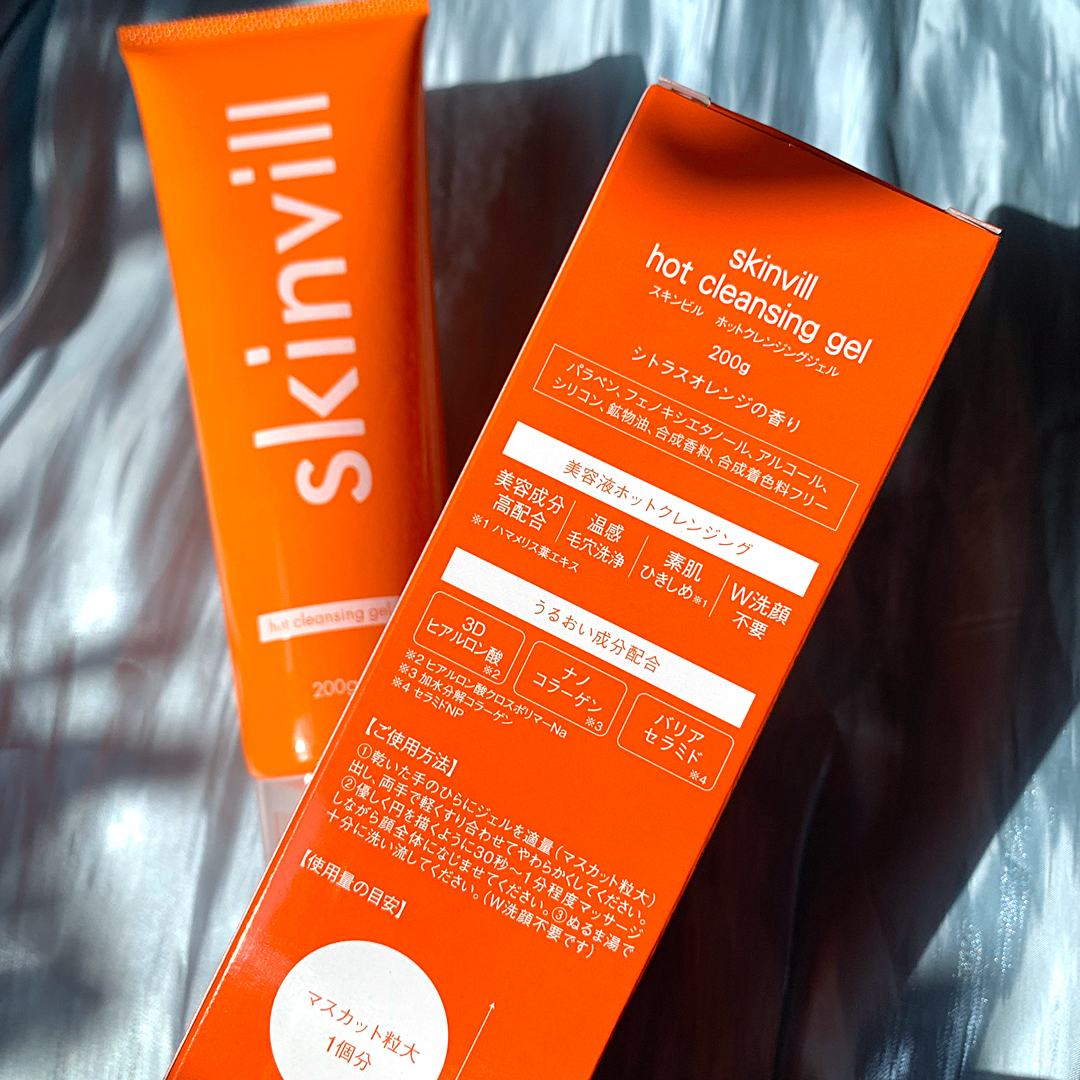 skinvill
hot cleansing gel
200g
skinvill
hot cleansing gel
スキンビル ホットクレンジングジェル
200g
シトラスオレンジの香り
パラベン、フェノキシエタノール、アルコール、
シリコン、鉱物油、合成香料、合成着色料フリー
美容液ホットクレンジング
美容成分
高配合
温感
毛穴洗浄
素肌
ひきしめ※1
W洗顔
不要
※1 ハマメリス葉エキス
うるおい成分配合
3D
ヒアルロン酸
※2
ナノ
コラーゲン
※3
バリア
セラミド
※4
※2 ヒアルロン酸クロスポリマーNa
※3 加水分解コラーゲン
※4 セラミドNP
【ご使用方法】
①乾いた手のひらにジェルを適量(マスカット粒大)
出し、両手で軽くすり合わせてやわらかくしてください。
②優しく円を描くように30秒～1分程度マッサージ
しながら顔全体になじませてください。③ぬるま湯で
十分に洗い流してください。(W洗顔不要です)
【使用量の目安】
マスカット粒大
1個分